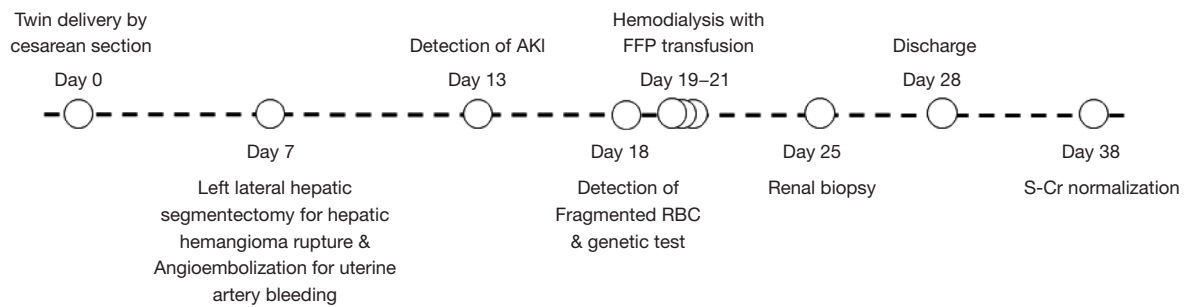 Twin delivery by
cesarean section
Day 0
Detection of AKI
Day 13
Hemodialysis with
FFP transfusion
Day 19–21
Discharge
Day 28
Day 7
Left lateral hepatic
segmentectomy for hepatic
hemangioma rupture &
Angioembolization for uterine
artery bleeding
Day 18
Detection of
Fragmented RBC
& genetic test
Day 25
Renal biopsy
Day 38
S-Cr normalization